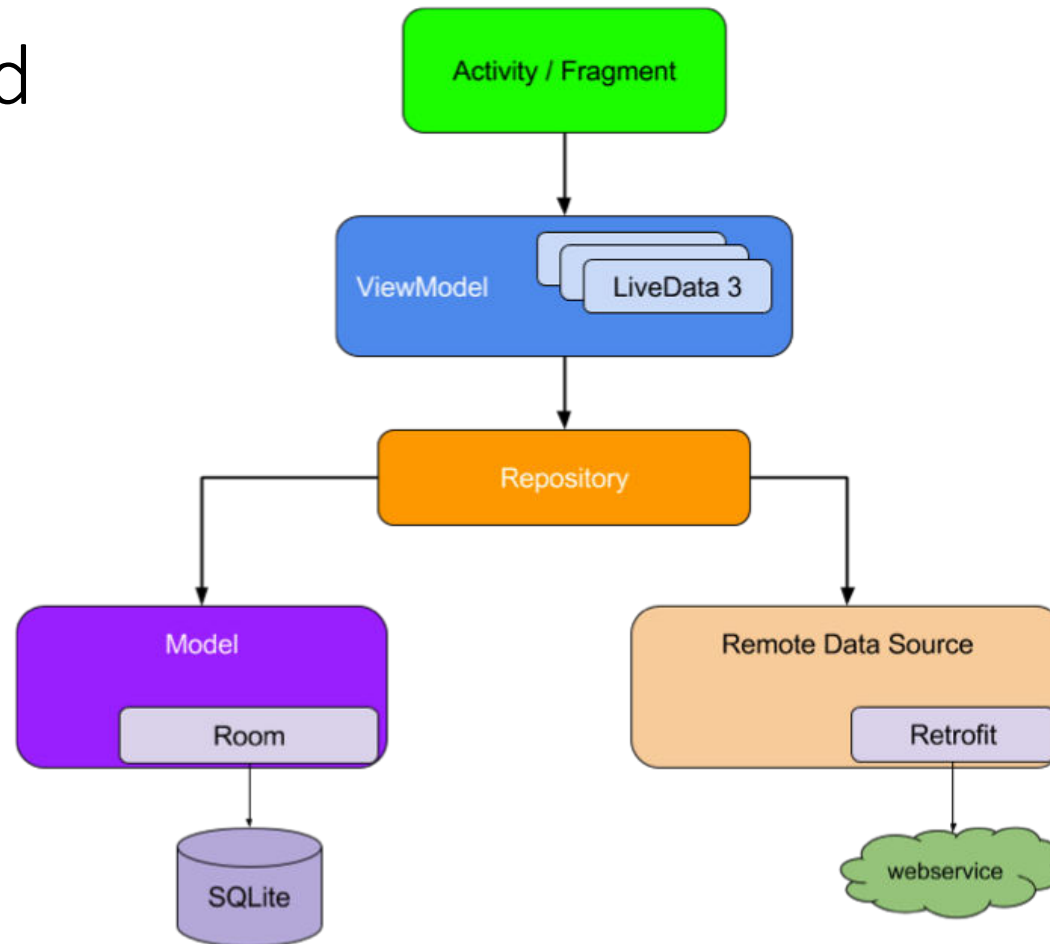 d
Activity / Fragment
ViewModel
LiveData 3
Repository
Model
Remote Data Source
Room
Retrofit
SQLite
webservice